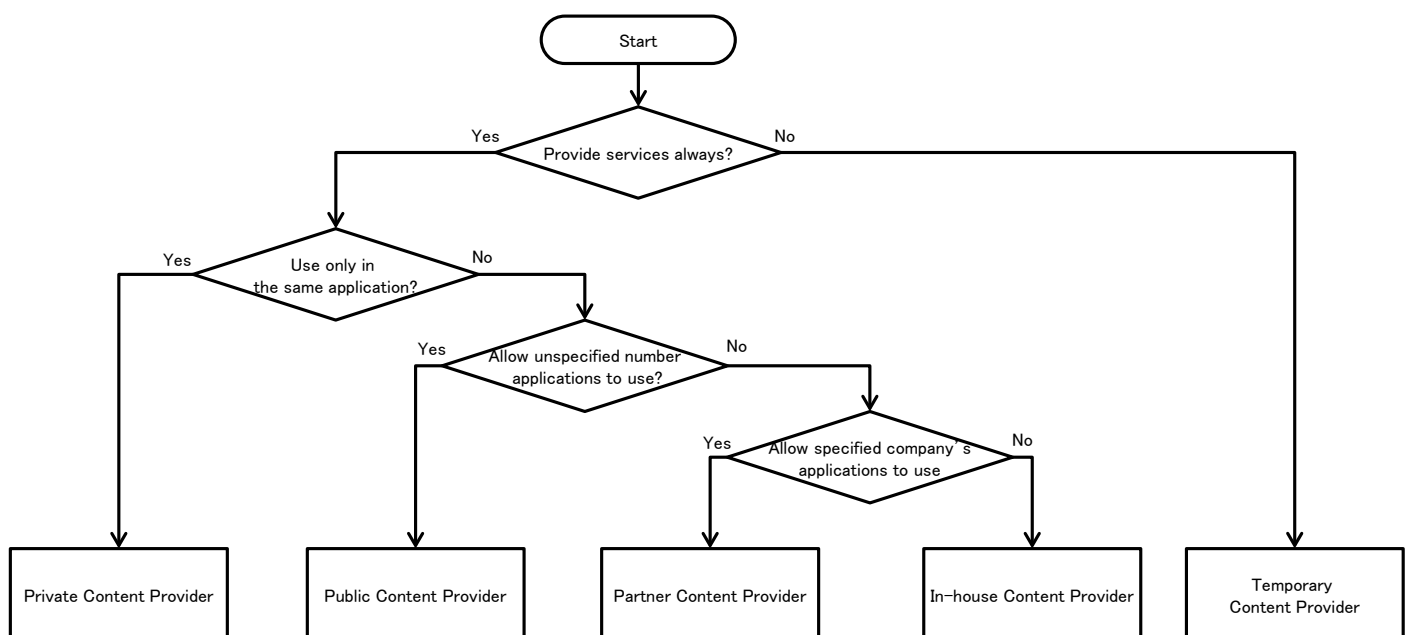 Start
Yes
No
Provide services always?
Yes
No
Use only in
the same application?
Yes
No
Allow unspecified number
applications to use?
Yes
No
Allow specified company's
applications to use
Private Content Provider
Public Content Provider
Partner Content Provider
In-house Content Provider
Temporary
Content Provider